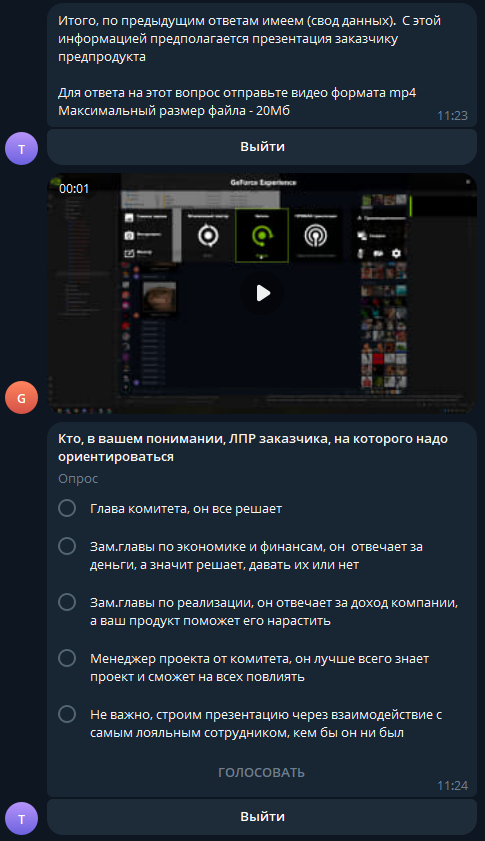 Итого, по предыдущим ответам имеем (свод данных).  С этой
информацией предполагается презентация заказчику
предпродукта
Для ответа на этот вопрос отправьте видео формата mp4
Максимальный размер файла - 20Мб
11:23
Т
Выйти
00:01
GeForce Experience
G
Кто, в вашем понимании, ЛПР заказчика, на которого надо
ориентироваться
Опрос
Глава комитета, он все решает
Зам.главы по экономике и финансам, он  отвечает за
деньги, а значит решает, давать их или нет
Зам.главы по реализации, он отвечает за доход компании,
а ваш продукт поможет его нарастить
Менеджер проекта от комитета, он лучше всего знает
проект и сможет на всех повлиять
Не важно, строим презентацию через взаимодействие с
самым лояльным сотрудником, кем бы он ни был
ГОЛОСОВАТЬ
11:24
Т
Выйти